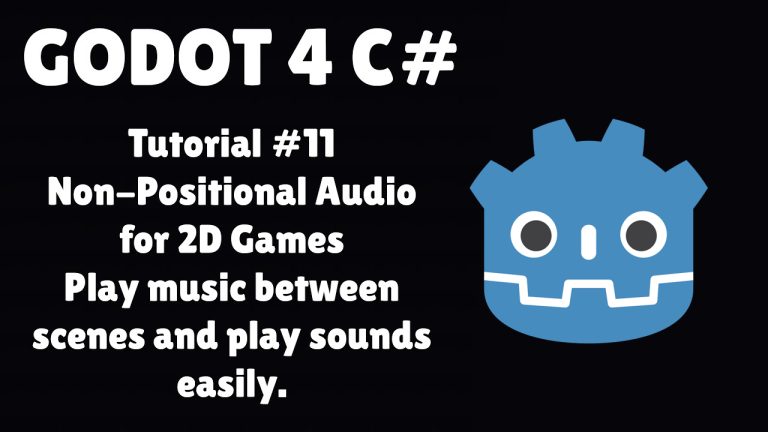 GODOT 4 C#
Tutorial #11
Non-Positional Audio
for 2D Games
Play music between
scenes and play sounds
easily.